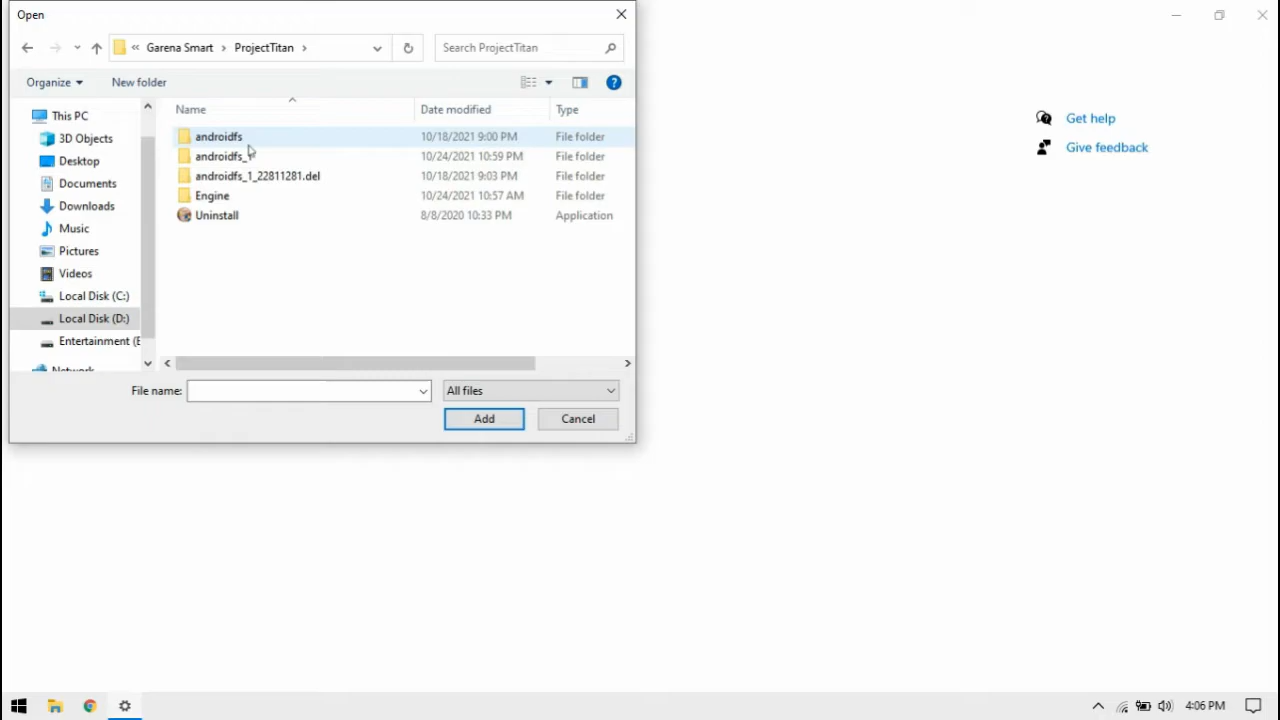 Open
« Garena Smart › ProjectTitan ›
Search ProjectTitan
Organize
New folder
Name
Date modified
Type
This PC
3D Objects
Desktop
Documents
Downloads
Music
Pictures
Videos
Local Disk (C:)
Local Disk (D:)
Entertainment (E
Network
androidfs 10/18/2021 9:00 PM File folder
androidfs_1 10/24/2021 10:59 PM File folder
androidfs_1_22811281.del 10/18/2021 9:03 PM File folder
Engine 10/24/2021 10:57 AM File folder
Uninstall 8/8/2020 10:33 PM Application
File name:
All files
Add
Cancel
Get help
Give feedback
4:06 PM